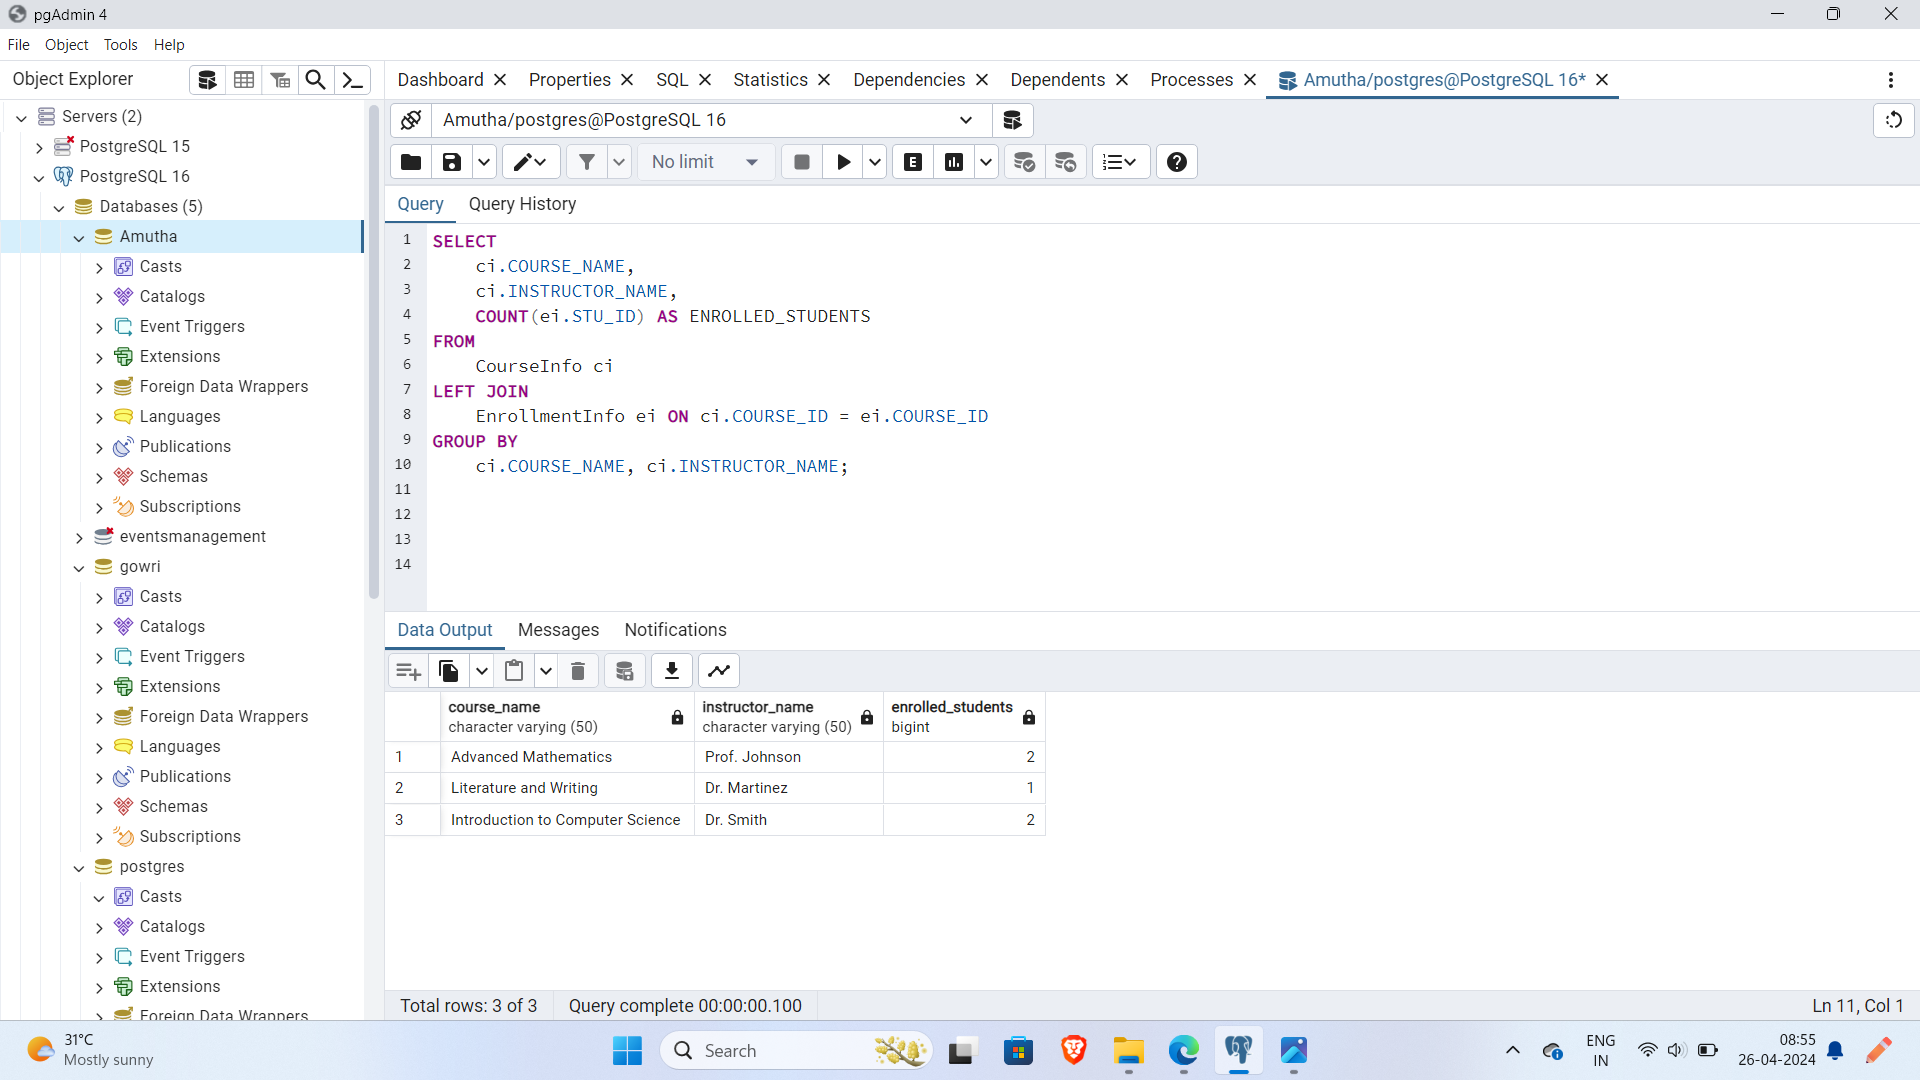 pgAdmin 4
File Object Tools Help
Object Explorer
Dashboard Properties SQL Statistics Dependencies Dependents Processes Amutha/postgres@PostgreSQL 16*
Servers (2)
PostgreSQL 15
PostgreSQL 16
Databases (5)
Amutha
Casts
Catalogs
Event Triggers
Extensions
Foreign Data Wrappers
Languages
Publications
Schemas
Subscriptions
eventsmanagement
gowri
Casts
Catalogs
Event Triggers
Extensions
Foreign Data Wrappers
Languages
Publications
Schemas
Subscriptions
postgres
Casts
Catalogs
Event Triggers
Extensions
Foreign Data Wrappers
Amutha/postgres@PostgreSQL 16
No limit
E
Query Query History
1 SELECT
2 ci.COURSE_NAME,
3 ci.INSTRUCTOR_NAME,
4 COUNT(ei.STU_ID) AS ENROLLED_STUDENTS
5 FROM
6 CourseInfo ci
7 LEFT JOIN
8 EnrollmentInfo ei ON ci.COURSE_ID = ei.COURSE_ID
9 GROUP BY
10 ci.COURSE_NAME, ci.INSTRUCTOR_NAME;
11
12
13
14
Data Output Messages Notifications
course_name instructor_name enrolled_students
character varying (50) character varying (50) bigint
1 Advanced Mathematics Prof. Johnson 2
2 Literature and Writing Dr. Martinez 1
3 Introduction to Computer Science Dr. Smith 2
Total rows: 3 of 3 Query complete 00:00:00.100 Ln 11, Col 1
31°C
Mostly sunny
Search
ENG
IN
08:55
26-04-2024